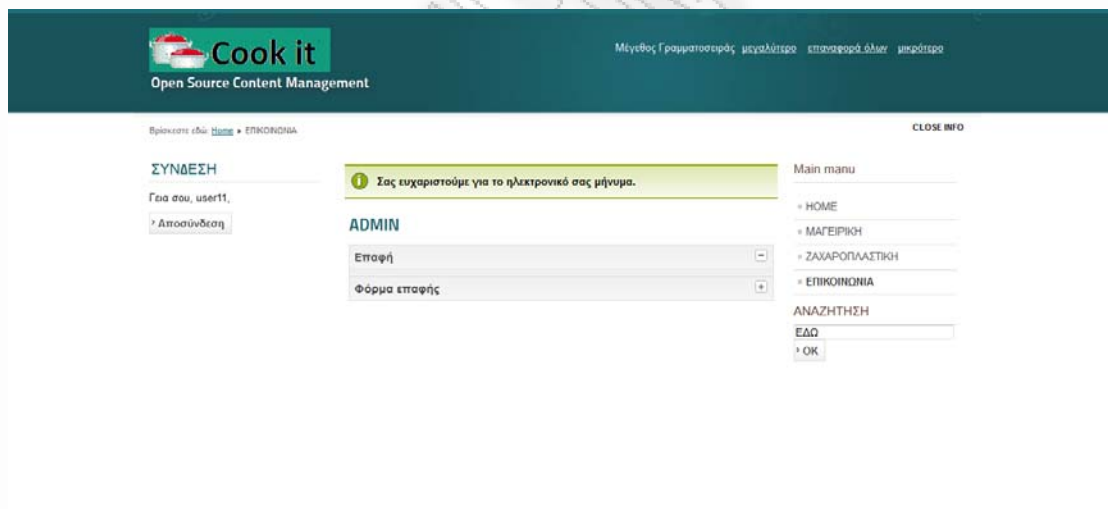 Cook it
Open Source Content Management
Μέγεθος Γραμματοσειράς μεγαλύτερο επαναφορά όλων μικρότερο
Βρίσκεστε εδώ: Home ΕΠΙΚΟΙΝΩΝΙΑ
CLOSE INFO
ΣΥΝΔΕΣΗ
Γεια σου, user11,
Αποσύνδεση
Σας ευχαριστούμε για το ηλεκτρονικό σας μήνυμα.
ADMIN
Επαφή
Φόρμα επαφής
Main manu
HOME
ΜΑΓΕΙΡΙΚΗ
ΖΑΧΑΡΟΠΛΑΣΤΙΚΗ
ΕΠΙΚΟΙΝΩΝΙΑ
ΑΝΑΖΗΤΗΣΗ
ΕΔΩ
OK